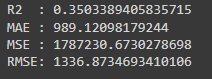 R2  : 0.3503389405835715
MAE : 989.12098179244
MSE : 1787230.6730278698
RMSE: 1336.8734693410106